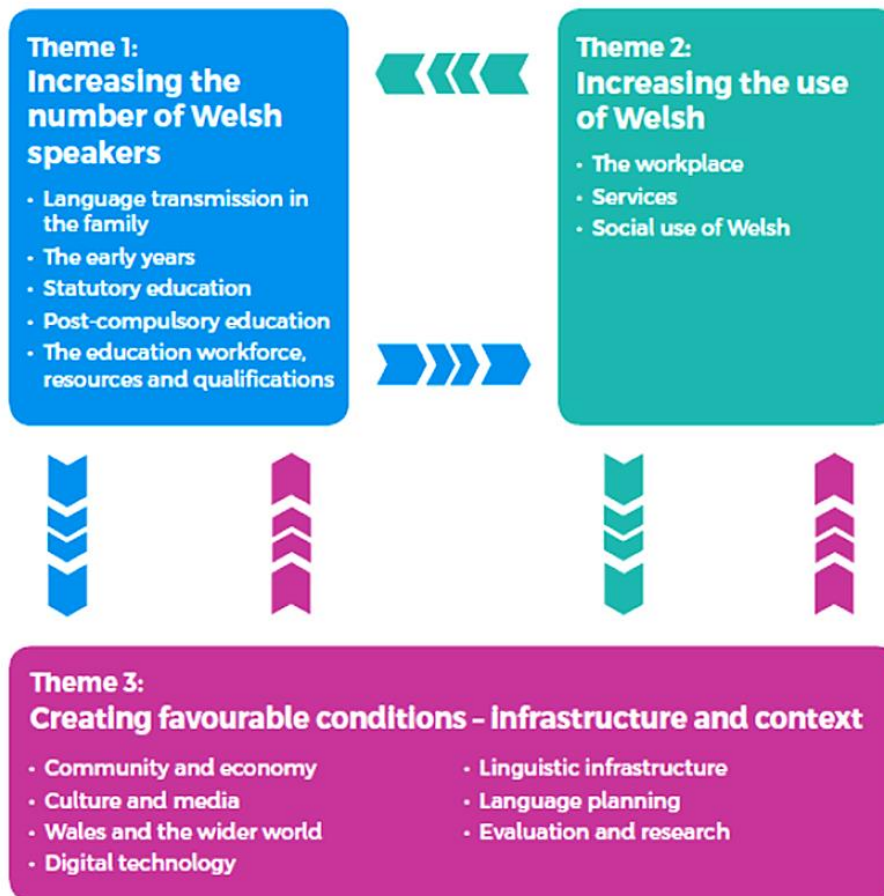 Theme 1:
Increasing the
number of Welsh
speakers
• Language transmission in
the family
• The early years
• Statutory education
• Post-compulsory education
• The education workforce,
resources and qualifications
Theme 2:
Increasing the use
of Welsh
• The workplace
• Services
• Social use of Welsh
Theme 3:
Creating favourable conditions – infrastructure and context
• Community and economy
• Culture and media
• Wales and the wider world
• Digital technology
• Linguistic infrastructure
• Language planning
• Evaluation and research